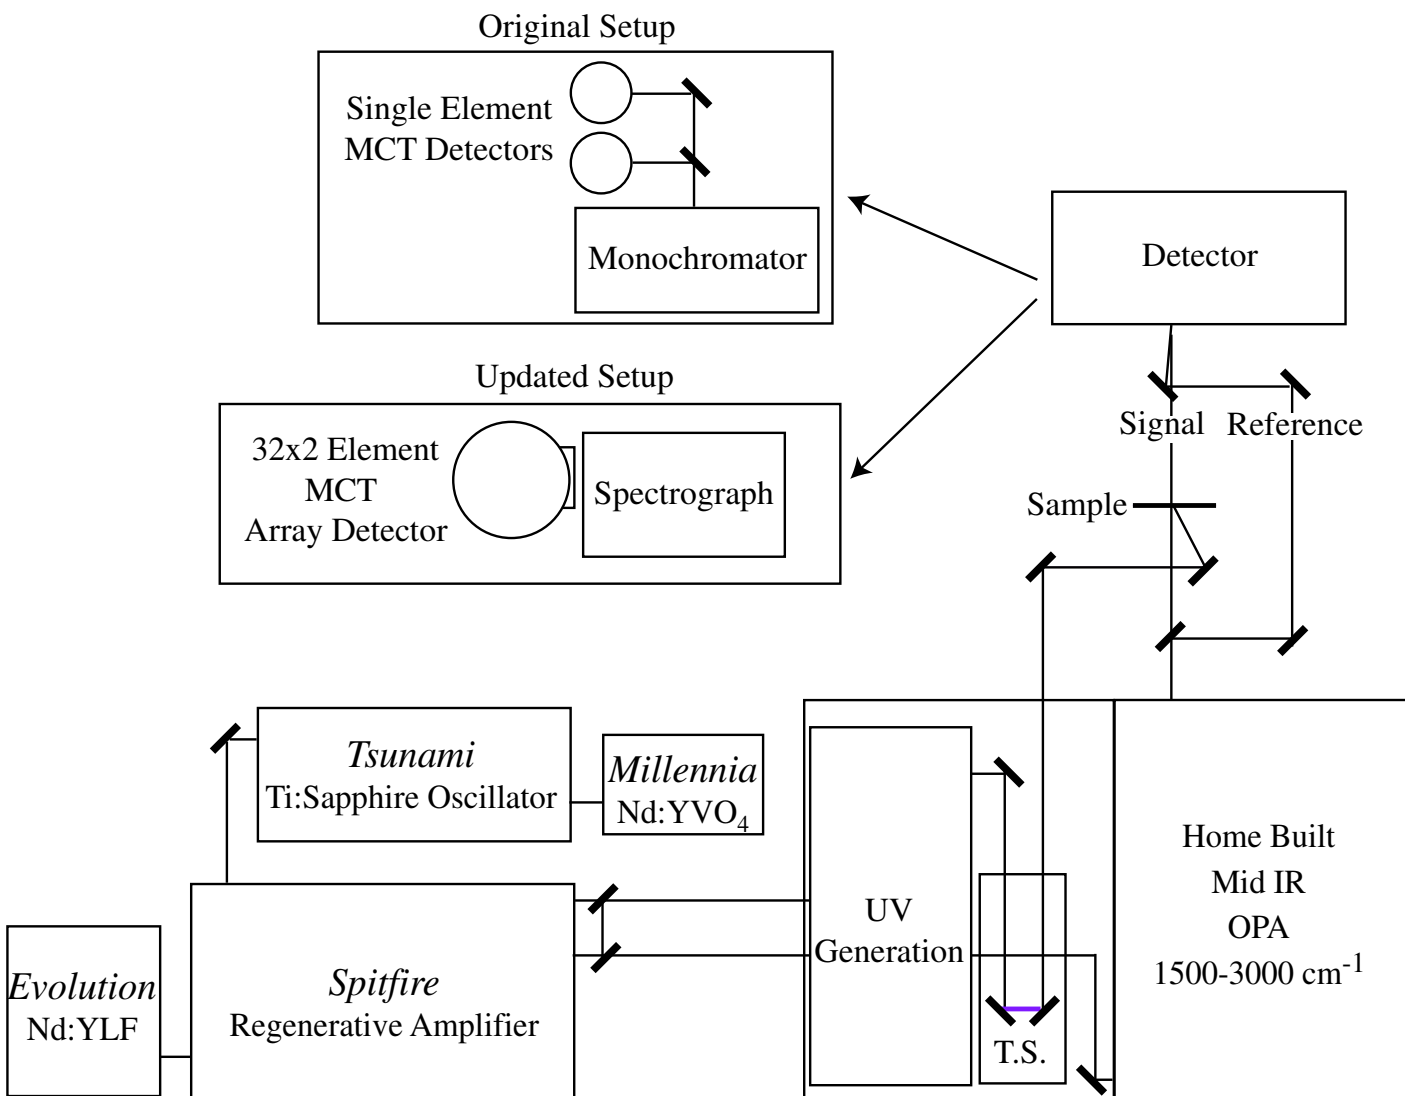 Original Setup
Single Element
MCT Detectors
Monochromator
Detector
Updated Setup
32x2 Element
MCT
Array Detector
Spectrograph
Signal
Reference
Sample
Tsunami
Ti:Sapphire Oscillator
Millennia
Nd:YVO4
Home Built
Mid IR
OPA
1500-3000 cm-1
UV
Generation
T.S.
Evolution
Nd:YLF
Spitfire
Regenerative Amplifier